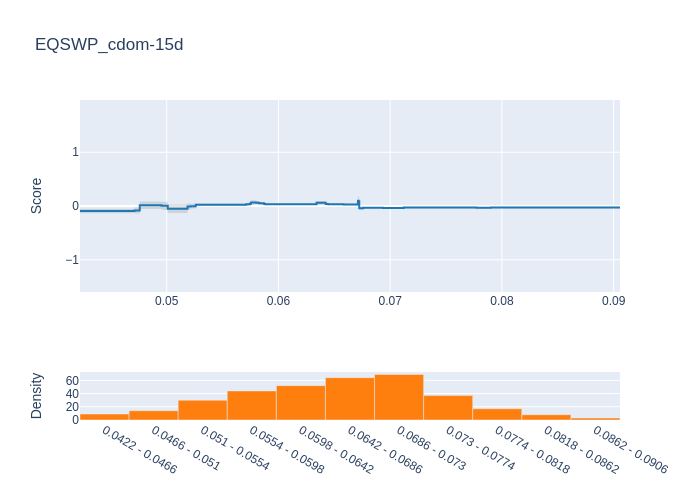 EQSWP_cdom-15d
Score
1
0
−1
0.05 0.06 0.07 0.08 0.09
Density
60
40
20
0
0.0422 - 0.0466
0.0466 - 0.051
0.051 - 0.0554
0.0554 - 0.0598
0.0598 - 0.0642
0.0642 - 0.0686
0.0686 - 0.073
0.073 - 0.0774
0.0774 - 0.0818
0.0818 - 0.0862
0.0862 - 0.0906